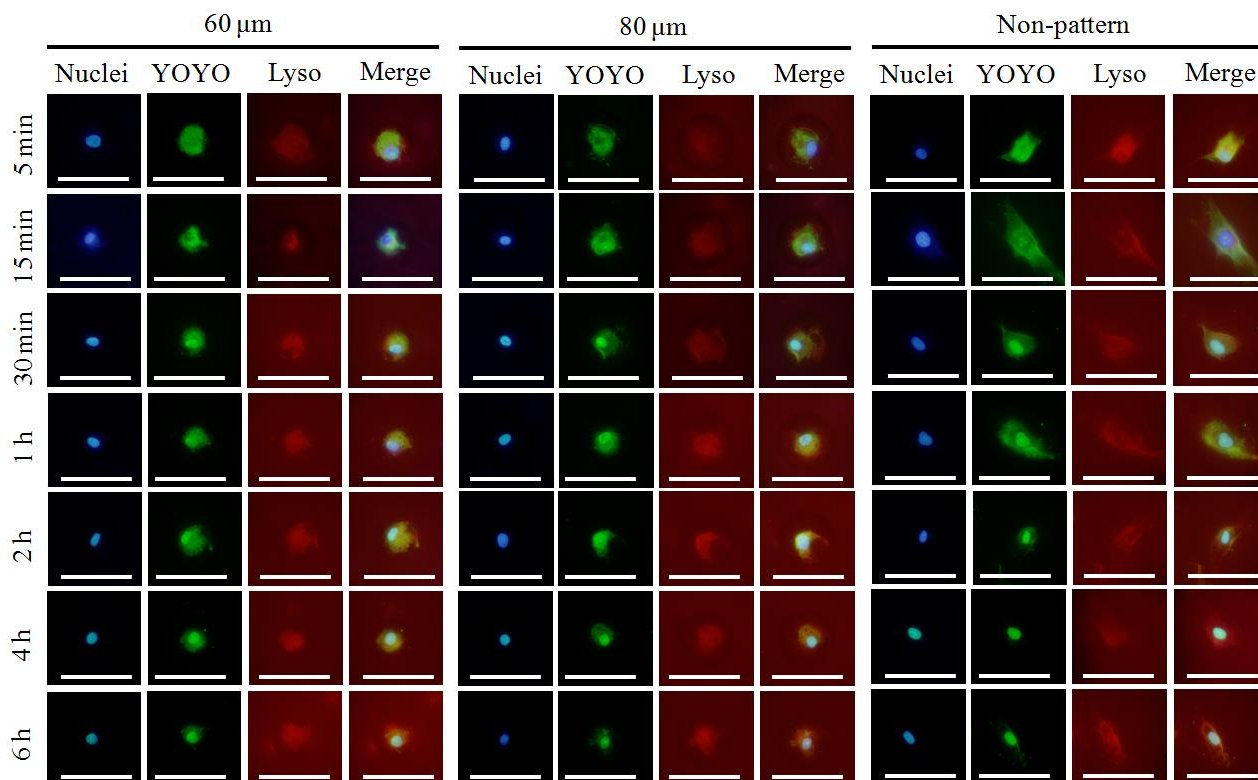 60 μm 80 μm Non-pattern
Nuclei YOYO Lyso Merge Nuclei YOYO Lyso Merge Nuclei YOYO Lyso Merge
5 min
15 min
30 min
1 h
2 h
4 h
6 h